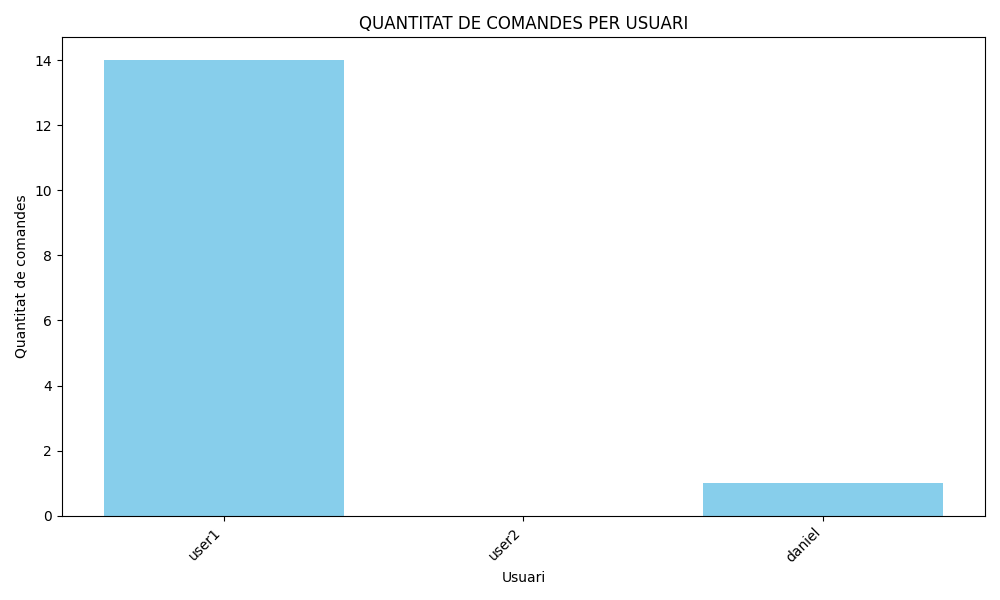 QUANTITAT DE COMANDES PER USUARI
Quantitat de comandes
14
12
10
8
6
4
2
0
user1
user2
daniel
Usuari